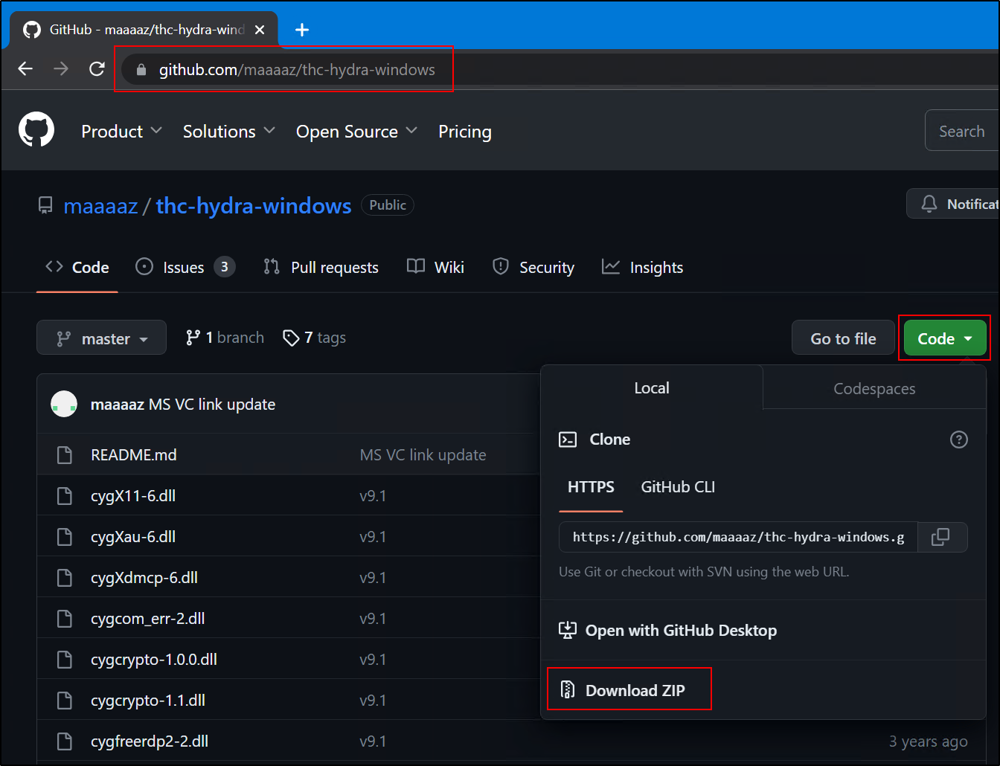 GitHub - maaaaz/thc-hydra-wind
github.com/maaaaz/thc-hydra-windows
Product Solutions Open Source Pricing Search
maaaaz / thc-hydra-windows Public Notificat
Code Issues 3 Pull requests Wiki Security Insights
master 1 branch 7 tags Go to file Code
maaaaz MS VC link update
README.md MS VC link update
cygX11-6.dll v9.1
cygXau-6.dll v9.1
cygXdmcp-6.dll v9.1
cygcom_err-2.dll v9.1
cygcrypto-1.0.0.dll v9.1
cygcrypto-1.1.dll v9.1
cygfreerdp2-2.dll v9.1 3 years ago
Local Codespaces
Clone
HTTPS GitHub CLI
https://github.com/maaaaz/thc-hydra-windows.g
Use Git or checkout with SVN using the web URL.
Open with GitHub Desktop
Download ZIP